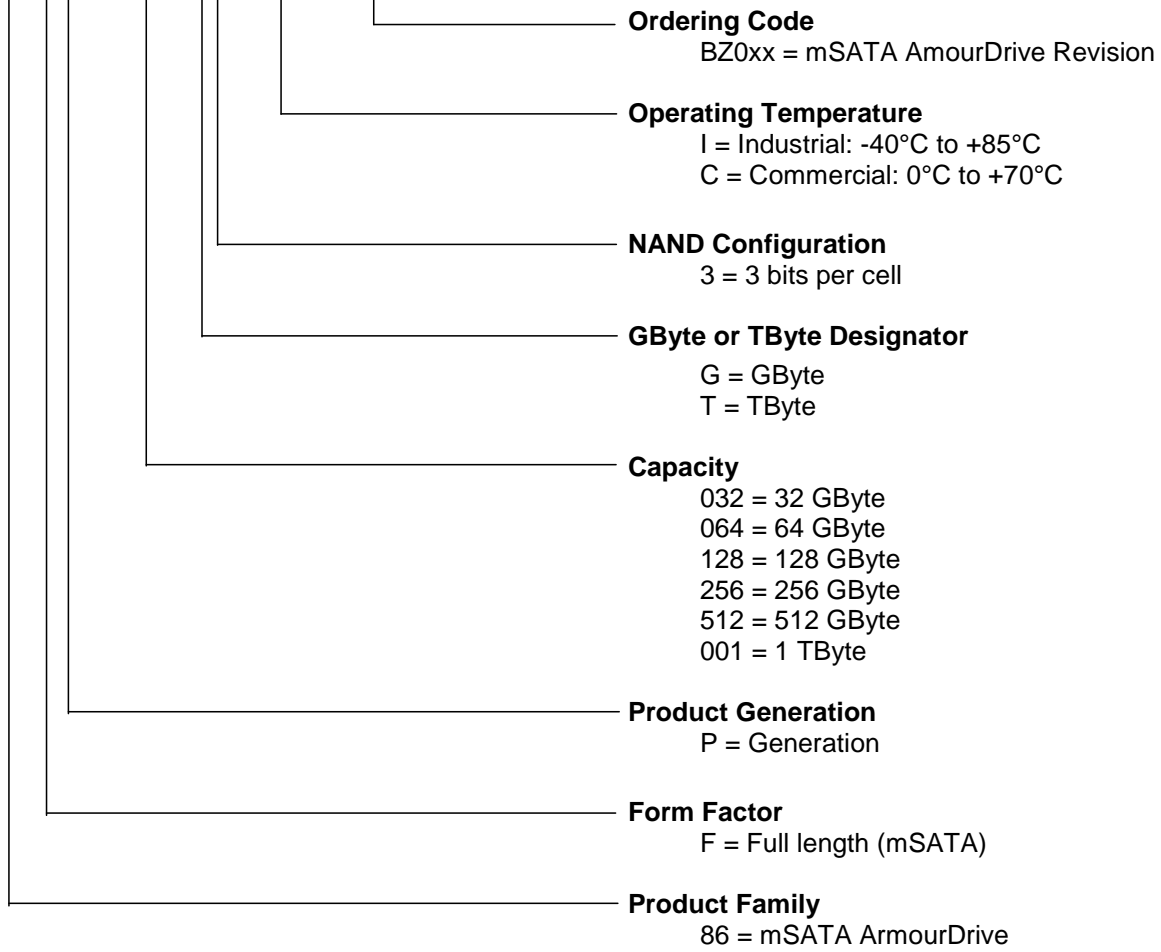 Ordering Code
BZ0xx = mSATA AmourDrive Revision
Operating Temperature
I = Industrial: -40°C to +85°C
C = Commercial: 0°C to +70°C
NAND Configuration
3 = 3 bits per cell
GByte or TByte Designator
G = GByte
T = TByte
Capacity
032 = 32 GByte
064 = 64 GByte
128 = 128 GByte
256 = 256 GByte
512 = 512 GByte
001 = 1 TByte
Product Generation
P = Generation
Form Factor
F = Full length (mSATA)
Product Family
86 = mSATA ArmourDrive